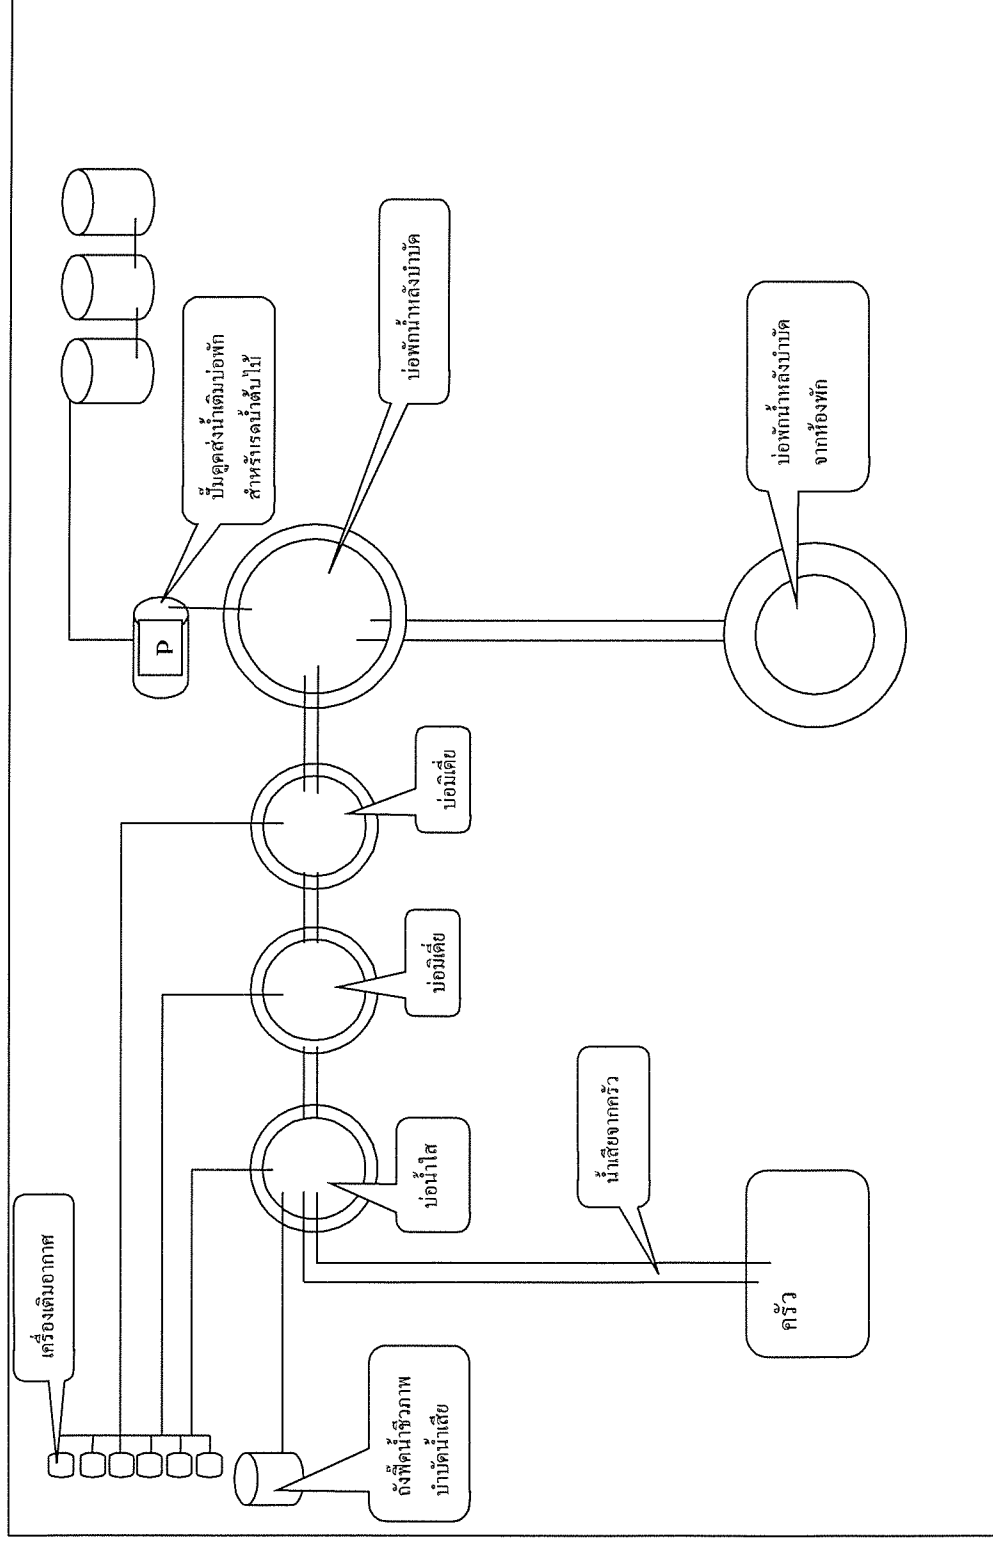 เครื่องเติมอากาศ
ถังฟีดน้ำชีวภาพ
บำบัดน้ำเสีย
บ่อน้ำใส
น้ำเสียจากครัว
ครัว
บ่อมีเดีย
บ่อมีเดีย
P
ปั๊มดูดส่งน้ำเติมบ่อพัก
สำหรับรดน้ำต้นไม้
บ่อพักน้ำหลังบำบัด
บ่อพักน้ำหลังบำบัด
จากห้องพัก